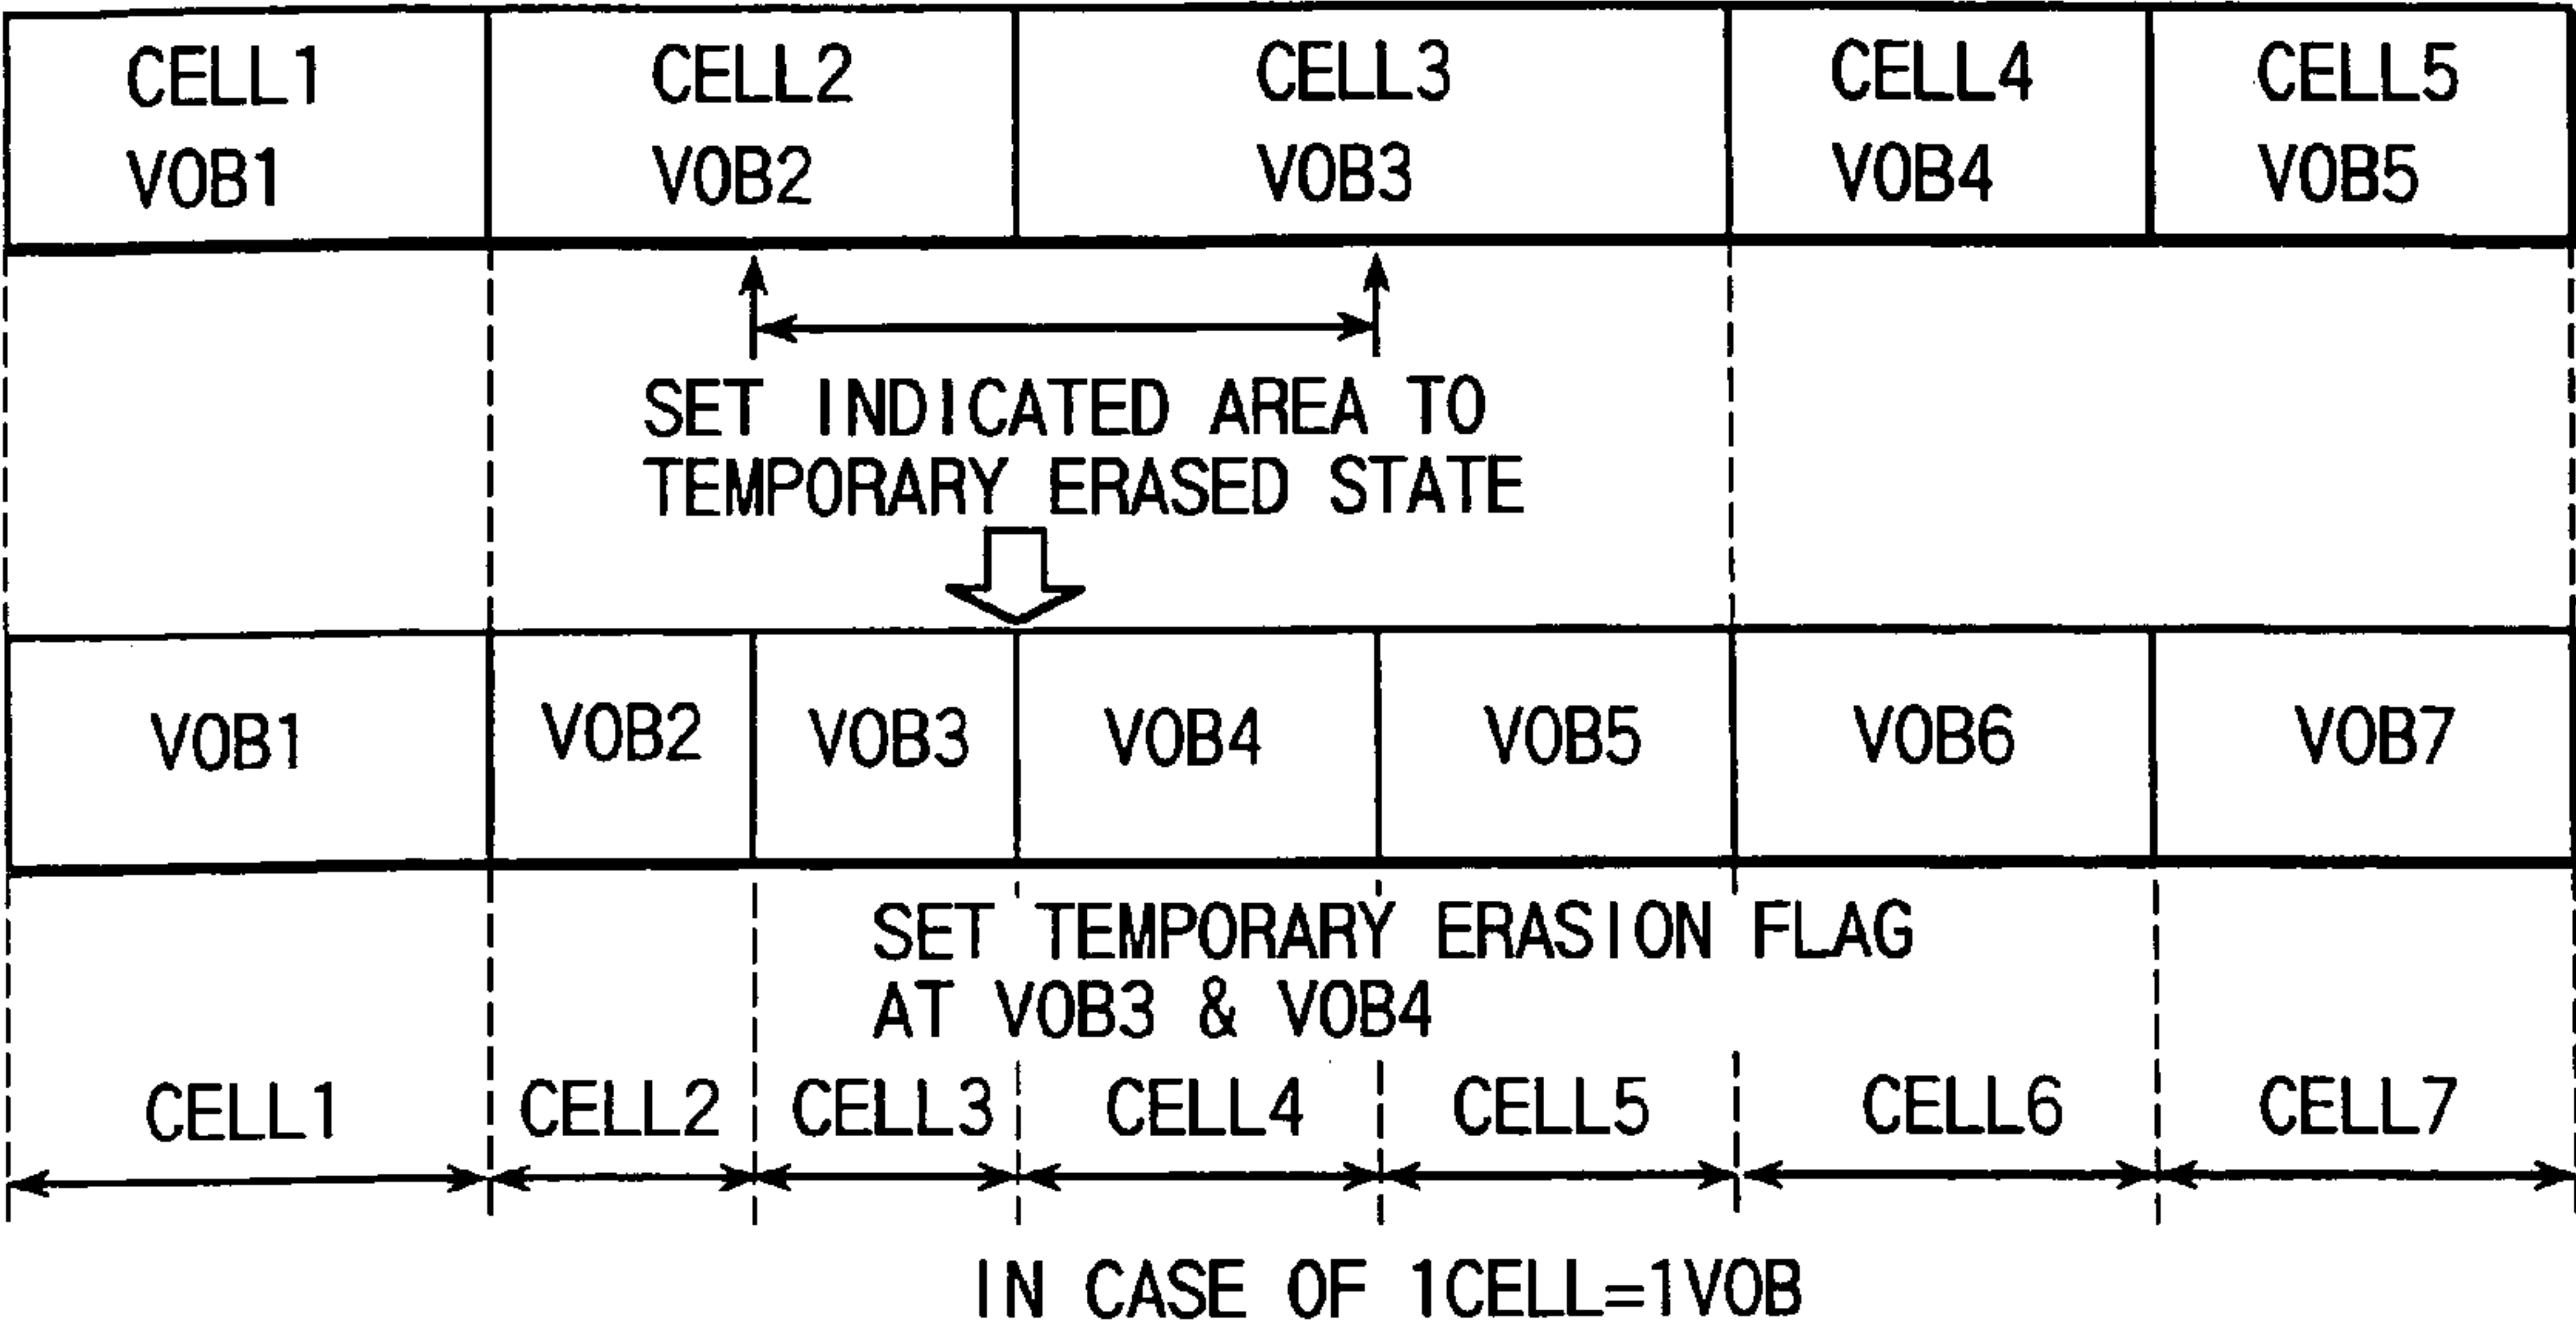 CELL1 CELL2 CELL3 CELL4 CELL5
VOB1 VOB2 VOB3 VOB4 VOB5
SET INDICATED AREA TO
TEMPORARY ERASED STATE
VOB1 VOB2 VOB3 VOB4 VOB5 VOB6 VOB7
SET TEMPORARY ERASION FLAG
AT VOB3 & VOB4
CELL1 CELL2 CELL3 CELL4 CELL5 CELL6 CELL7
IN CASE OF 1CELL=1VOB